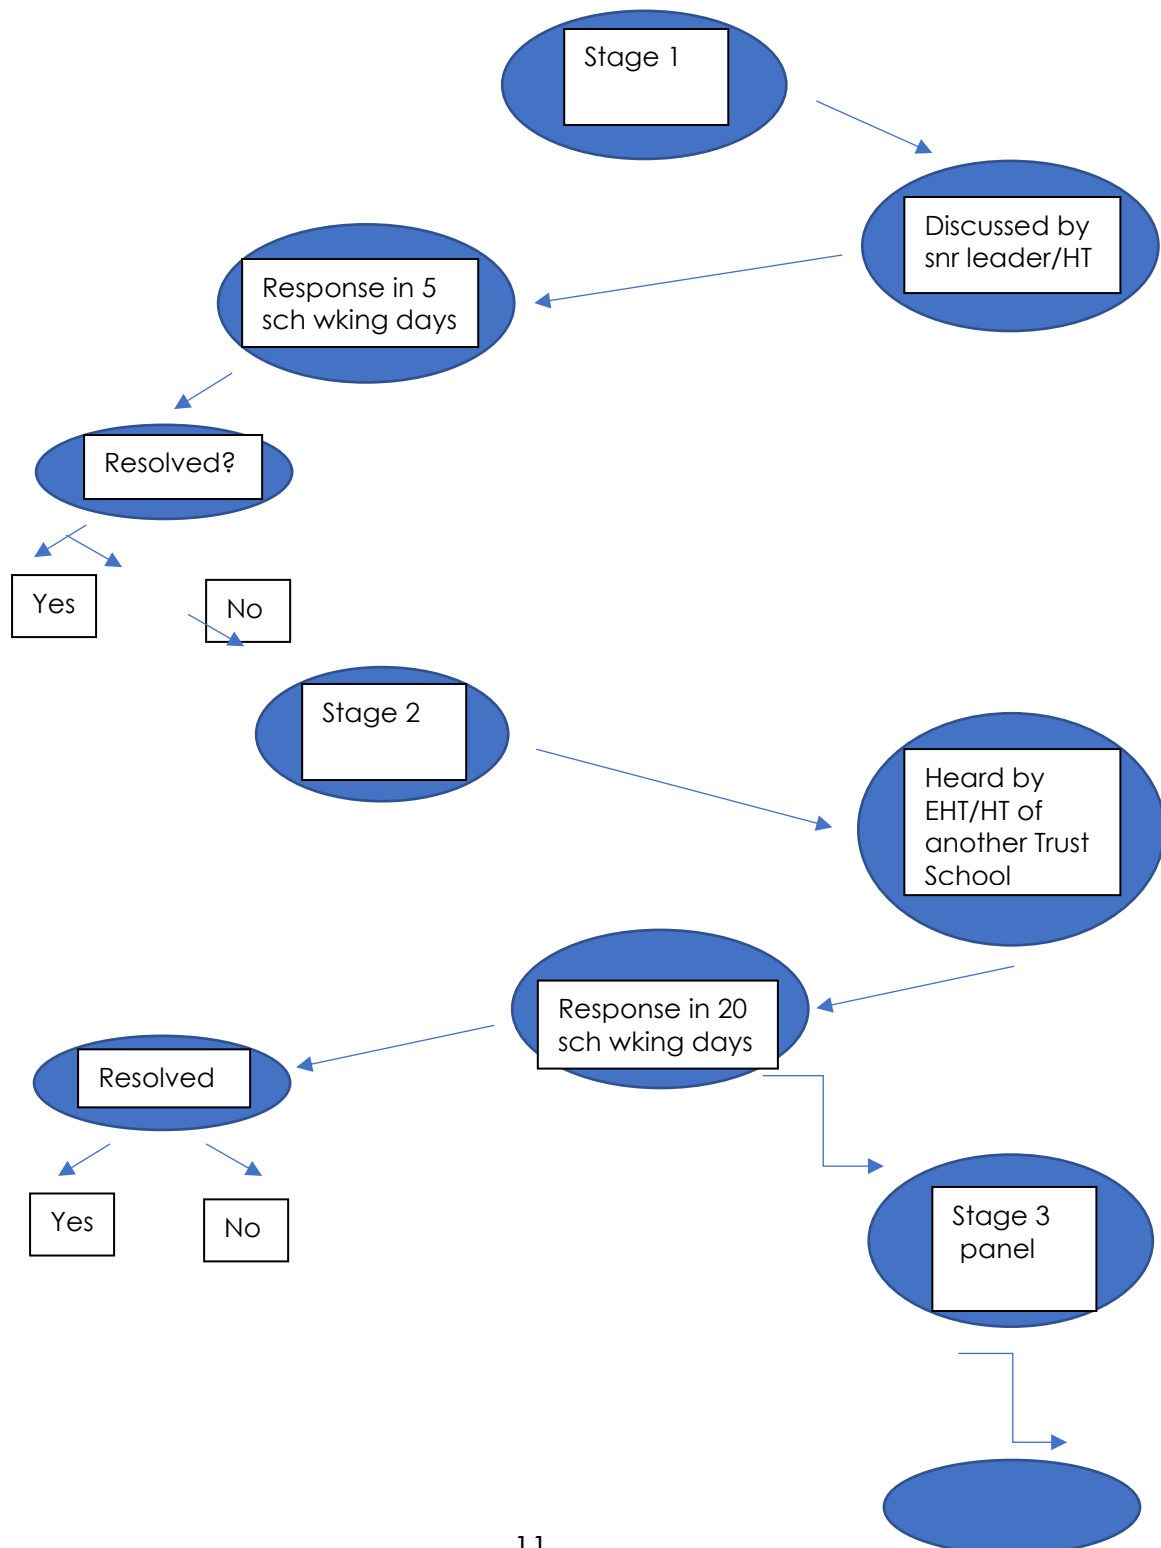 Stage 1
Discussed by
snr leader/HT
Response in 5
sch wking days
Resolved?
Yes
No
Stage 2
Heard by
EHT/HT of
another Trust
School
Response in 20
sch wking days
Resolved
Yes
No
Stage 3
panel
11